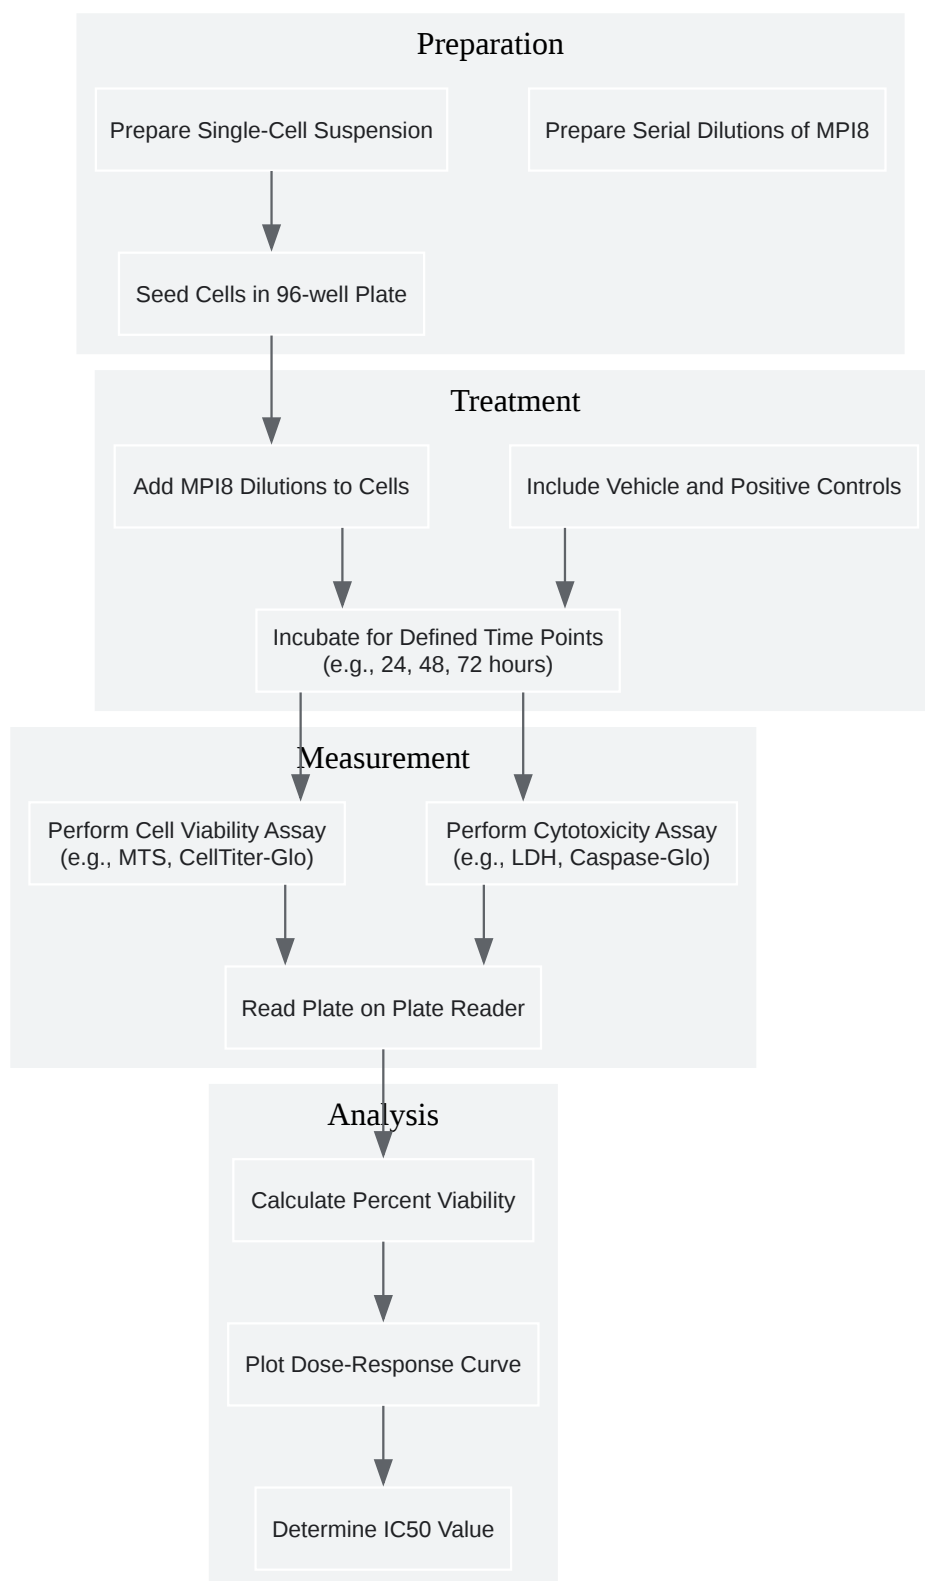 Preparation
Prepare Single-Cell Suspension
Prepare Serial Dilutions of MPI8
Seed Cells in 96-well Plate
Treatment
Add MPI8 Dilutions to Cells
Include Vehicle and Positive Controls
Incubate for Defined Time Points
(e.g., 24, 48, 72 hours)
Measurement
Perform Cell Viability Assay
(e.g., MTS, CellTiter-Glo)
Perform Cytotoxicity Assay
(e.g., LDH, Caspase-Glo)
Read Plate on Plate Reader
Analysis
Calculate Percent Viability
Plot Dose-Response Curve
Determine IC50 Value